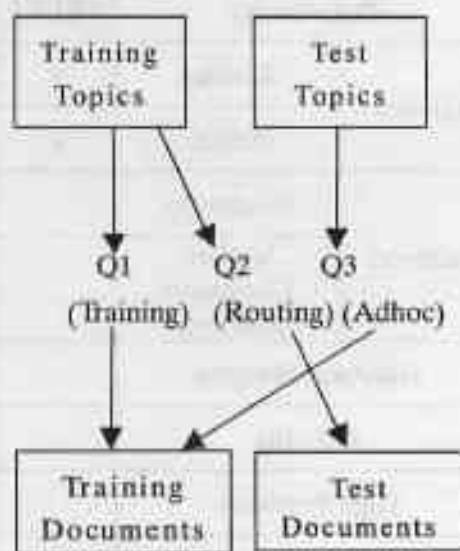 Training
Topics
Test
Topics
Q1 Q2 Q3
(Training) (Routing) (Adhoc)
Training
Documents
Test
Documents